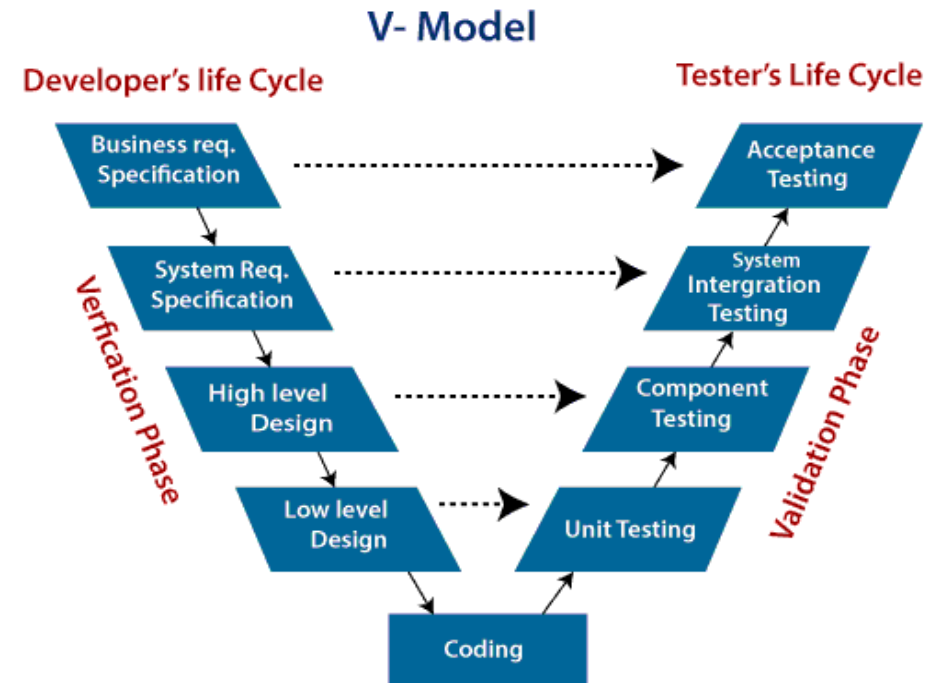 V- Model
Developer's life Cycle
Tester's Life Cycle
Business req.
Specification
Acceptance
Testing
System Req.
Specification
System
Intergration
Testing
Verfication Phase
High level
Design
Component
Testing
Validation Phase
Low level
Design
Unit Testing
Coding